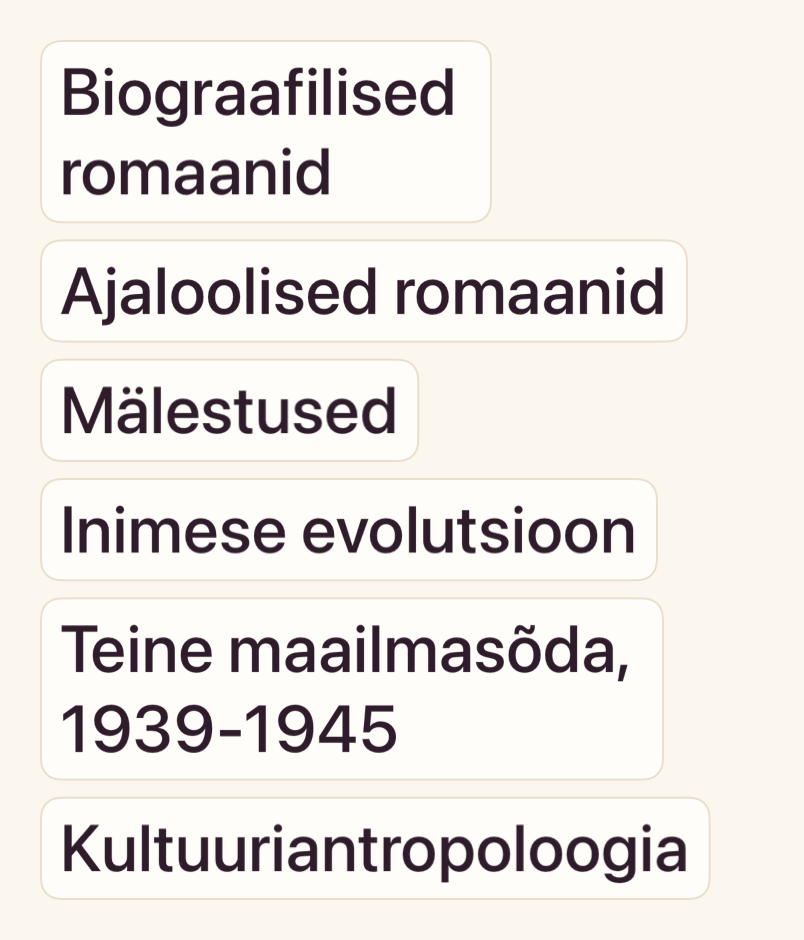 Biograafilised
romaanid
Ajaloolised romaanid
Mälestused
Inimese evolutsioon
Teine maailmasõda,
1939-1945
Kultuuriantropoloogia